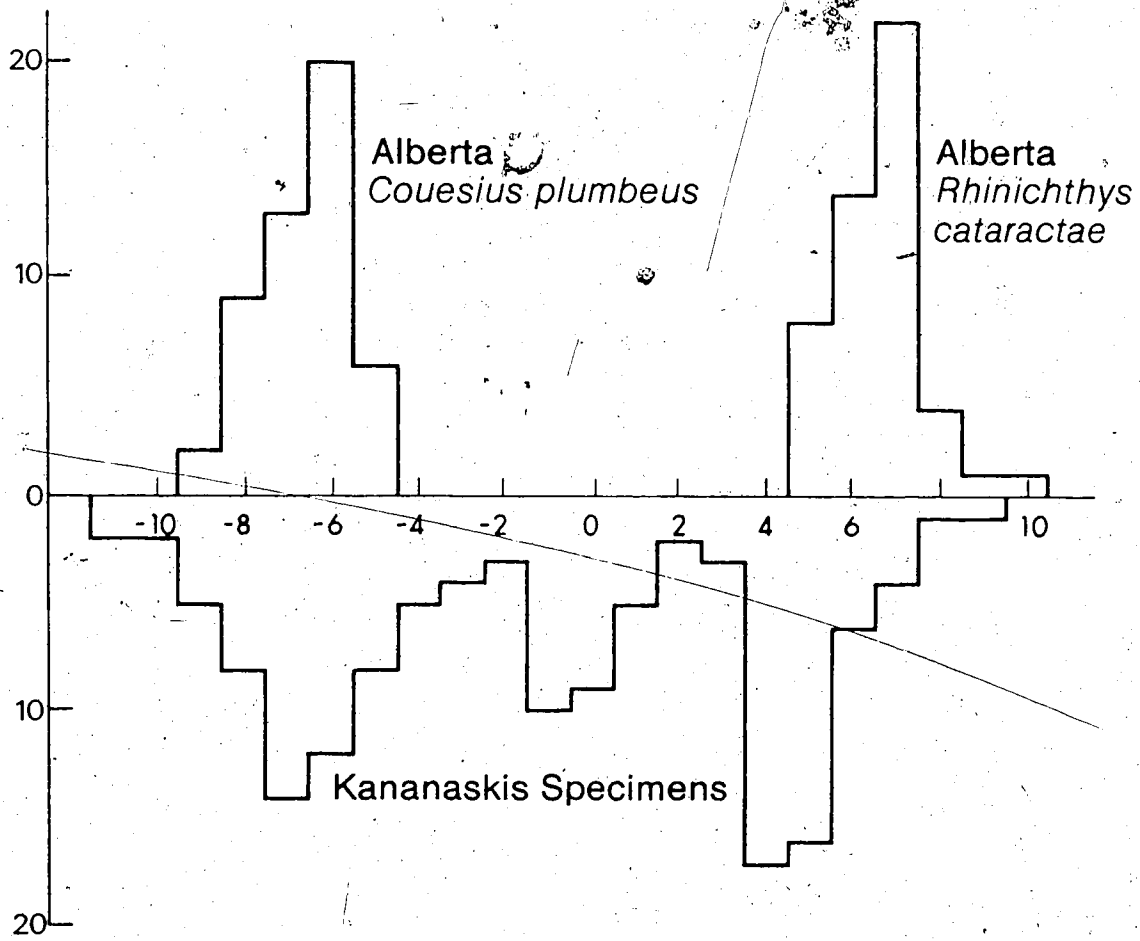 20
10
0
10
20
Alberta
Couesius plumbeus
Alberta
Rhinichthys
cataractae
-10 -8 -6 -4 -2 0 2 4 6 10
Kananaskis Specimens